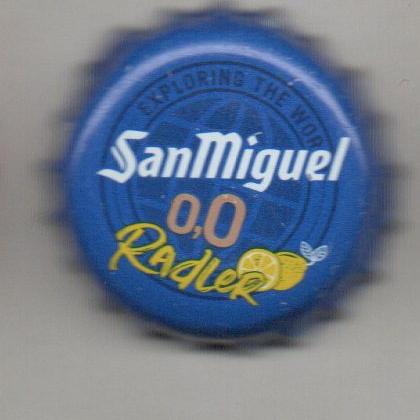 EXPLORING THE WOR
SanMiguel
0,0
RADLER